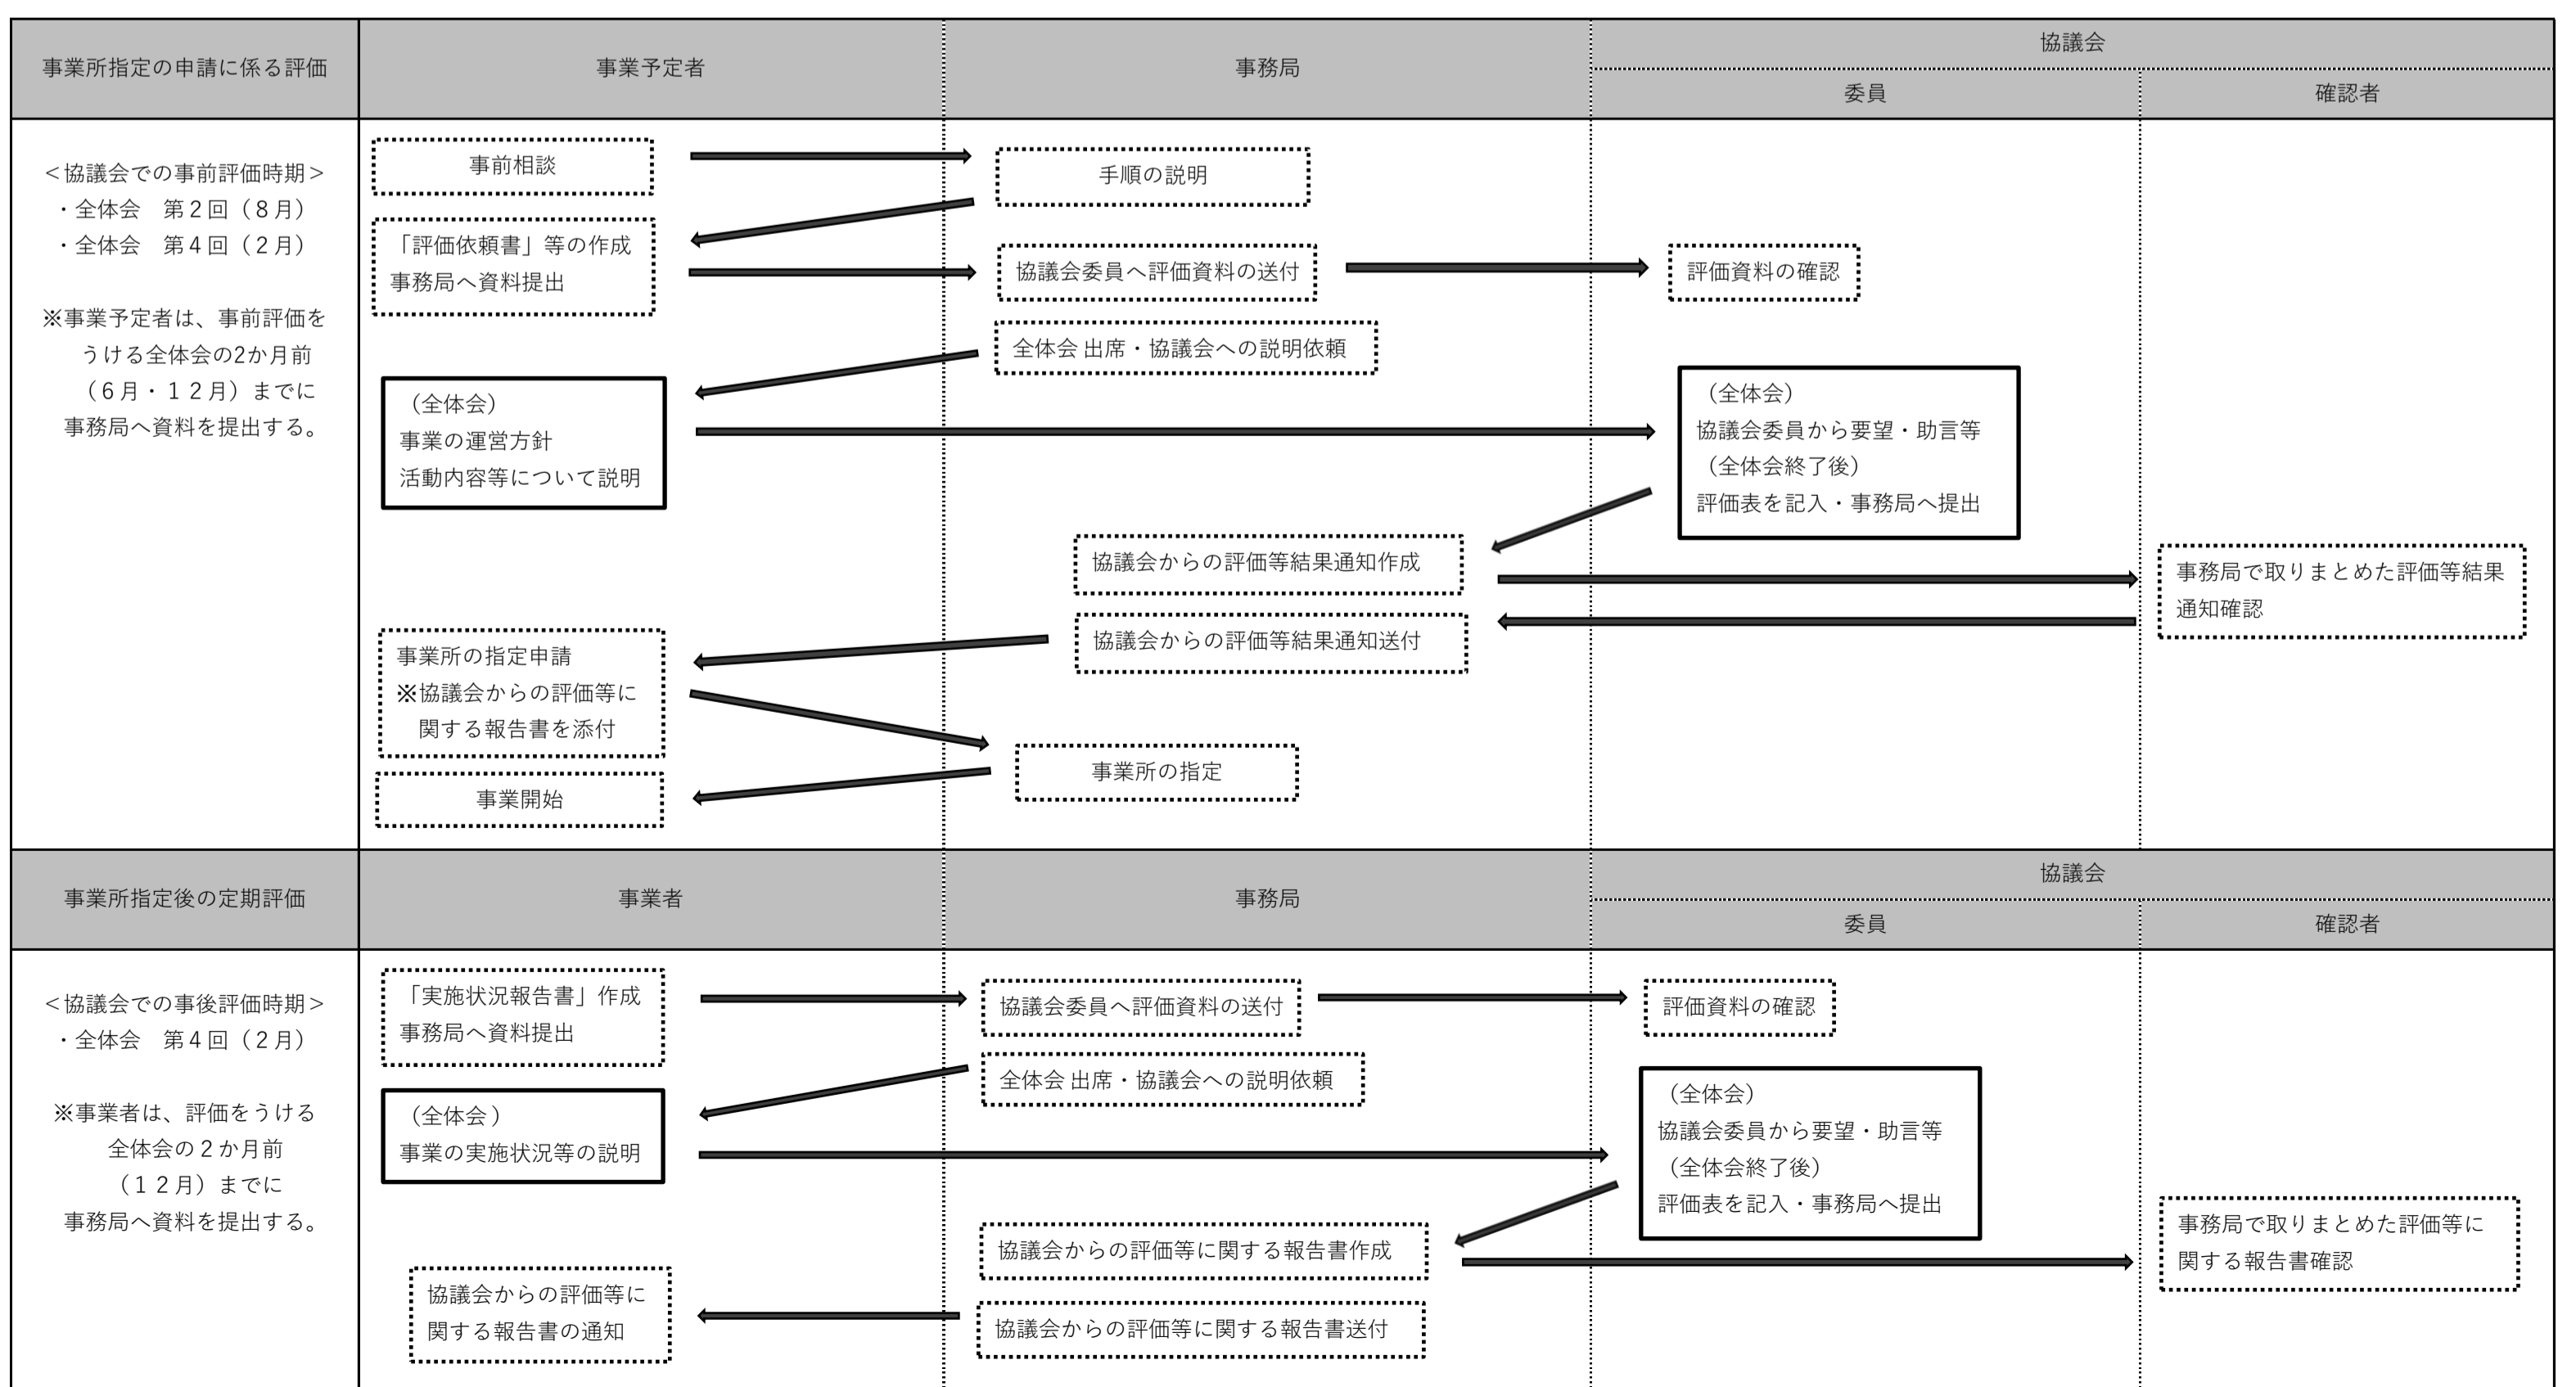 事業所指定の申請に係る評価
事業予定者
事務局
協議会
委員
確認者
＜協議会での事前評価時期＞
・全体会　第２回（８月）
・全体会　第４回（２月）
※事業予定者は、事前評価を
うける全体会の2か月前
（６月・１２月）までに
事務局へ資料を提出する。
事前相談
手順の説明
「評価依頼書」等の作成
事務局へ資料提出
協議会委員へ評価資料の送付
評価資料の確認
全体会 出席・協議会への説明依頼
（全体会）
事業の運営方針
活動内容等について説明
（全体会）
協議会委員から要望・助言等
（全体会終了後）
評価表を記入・事務局へ提出
協議会からの評価等結果通知作成
事務局で取りまとめた評価等結果
通知確認
協議会からの評価等結果通知送付
事業所の指定申請
※協議会からの評価等に
関する報告書を添付
事業所の指定
事業開始
事業所指定後の定期評価
事業者
事務局
協議会
委員
確認者
＜協議会での事後評価時期＞
・全体会　第４回（２月）
※事業者は、評価をうける
全体会の２か月前
（１２月）までに
事務局へ資料を提出する。
「実施状況報告書」作成
事務局へ資料提出
協議会委員へ評価資料の送付
評価資料の確認
全体会 出席・協議会への説明依頼
（全体会 ）
事業の実施状況等の説明
（全体会）
協議会委員から要望・助言等
（全体会終了後）
評価表を記入・事務局へ提出
協議会からの評価等に関する報告書作成
事務局で取りまとめた評価等に
関する報告書確認
協議会からの評価等に
関する報告書の通知
協議会からの評価等に関する報告書送付